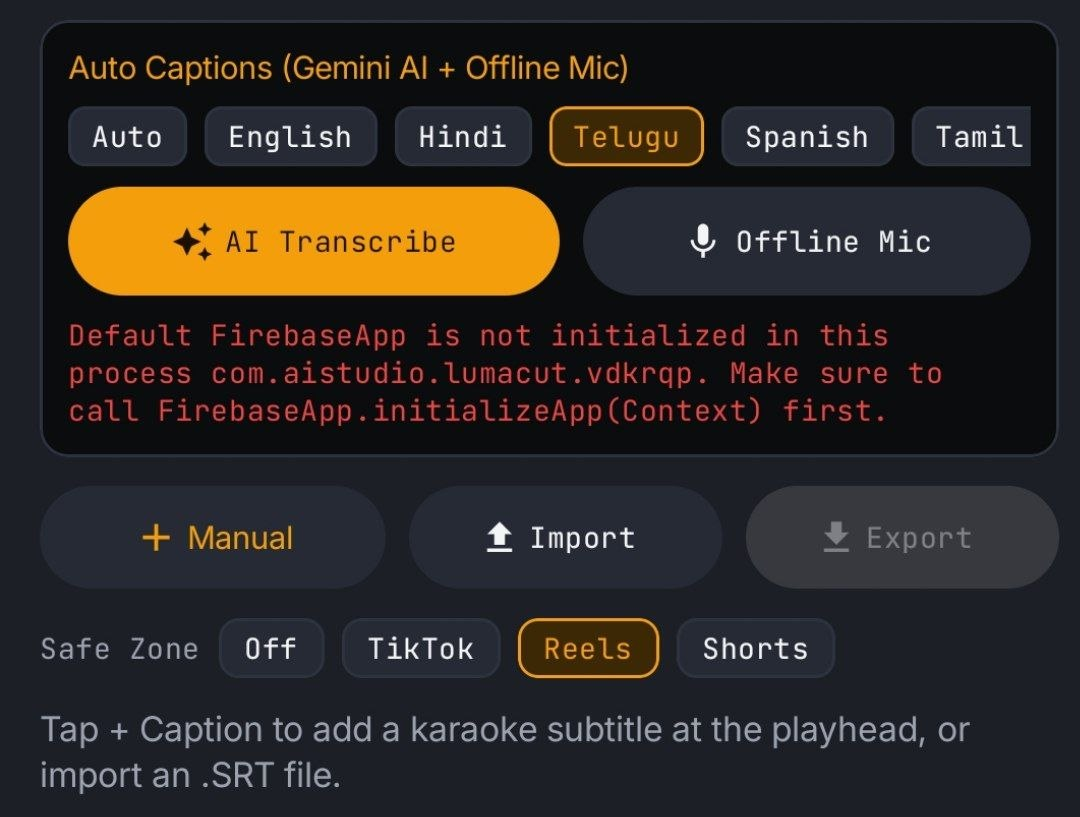 Auto Captions (Gemini AI + Offline Mic)
Auto English Hindi Telugu Spanish Tamil
AI Transcribe Offline Mic
Default FirebaseApp is not initialized in this
process com.aistudio.lumacut.vdkrqp. Make sure to
call FirebaseApp.initializeApp(Context) first.
+ Manual Import Export
Safe Zone Off TikTok Reels Shorts
Tap + Caption to add a karaoke subtitle at the playhead, or
import an .SRT file.